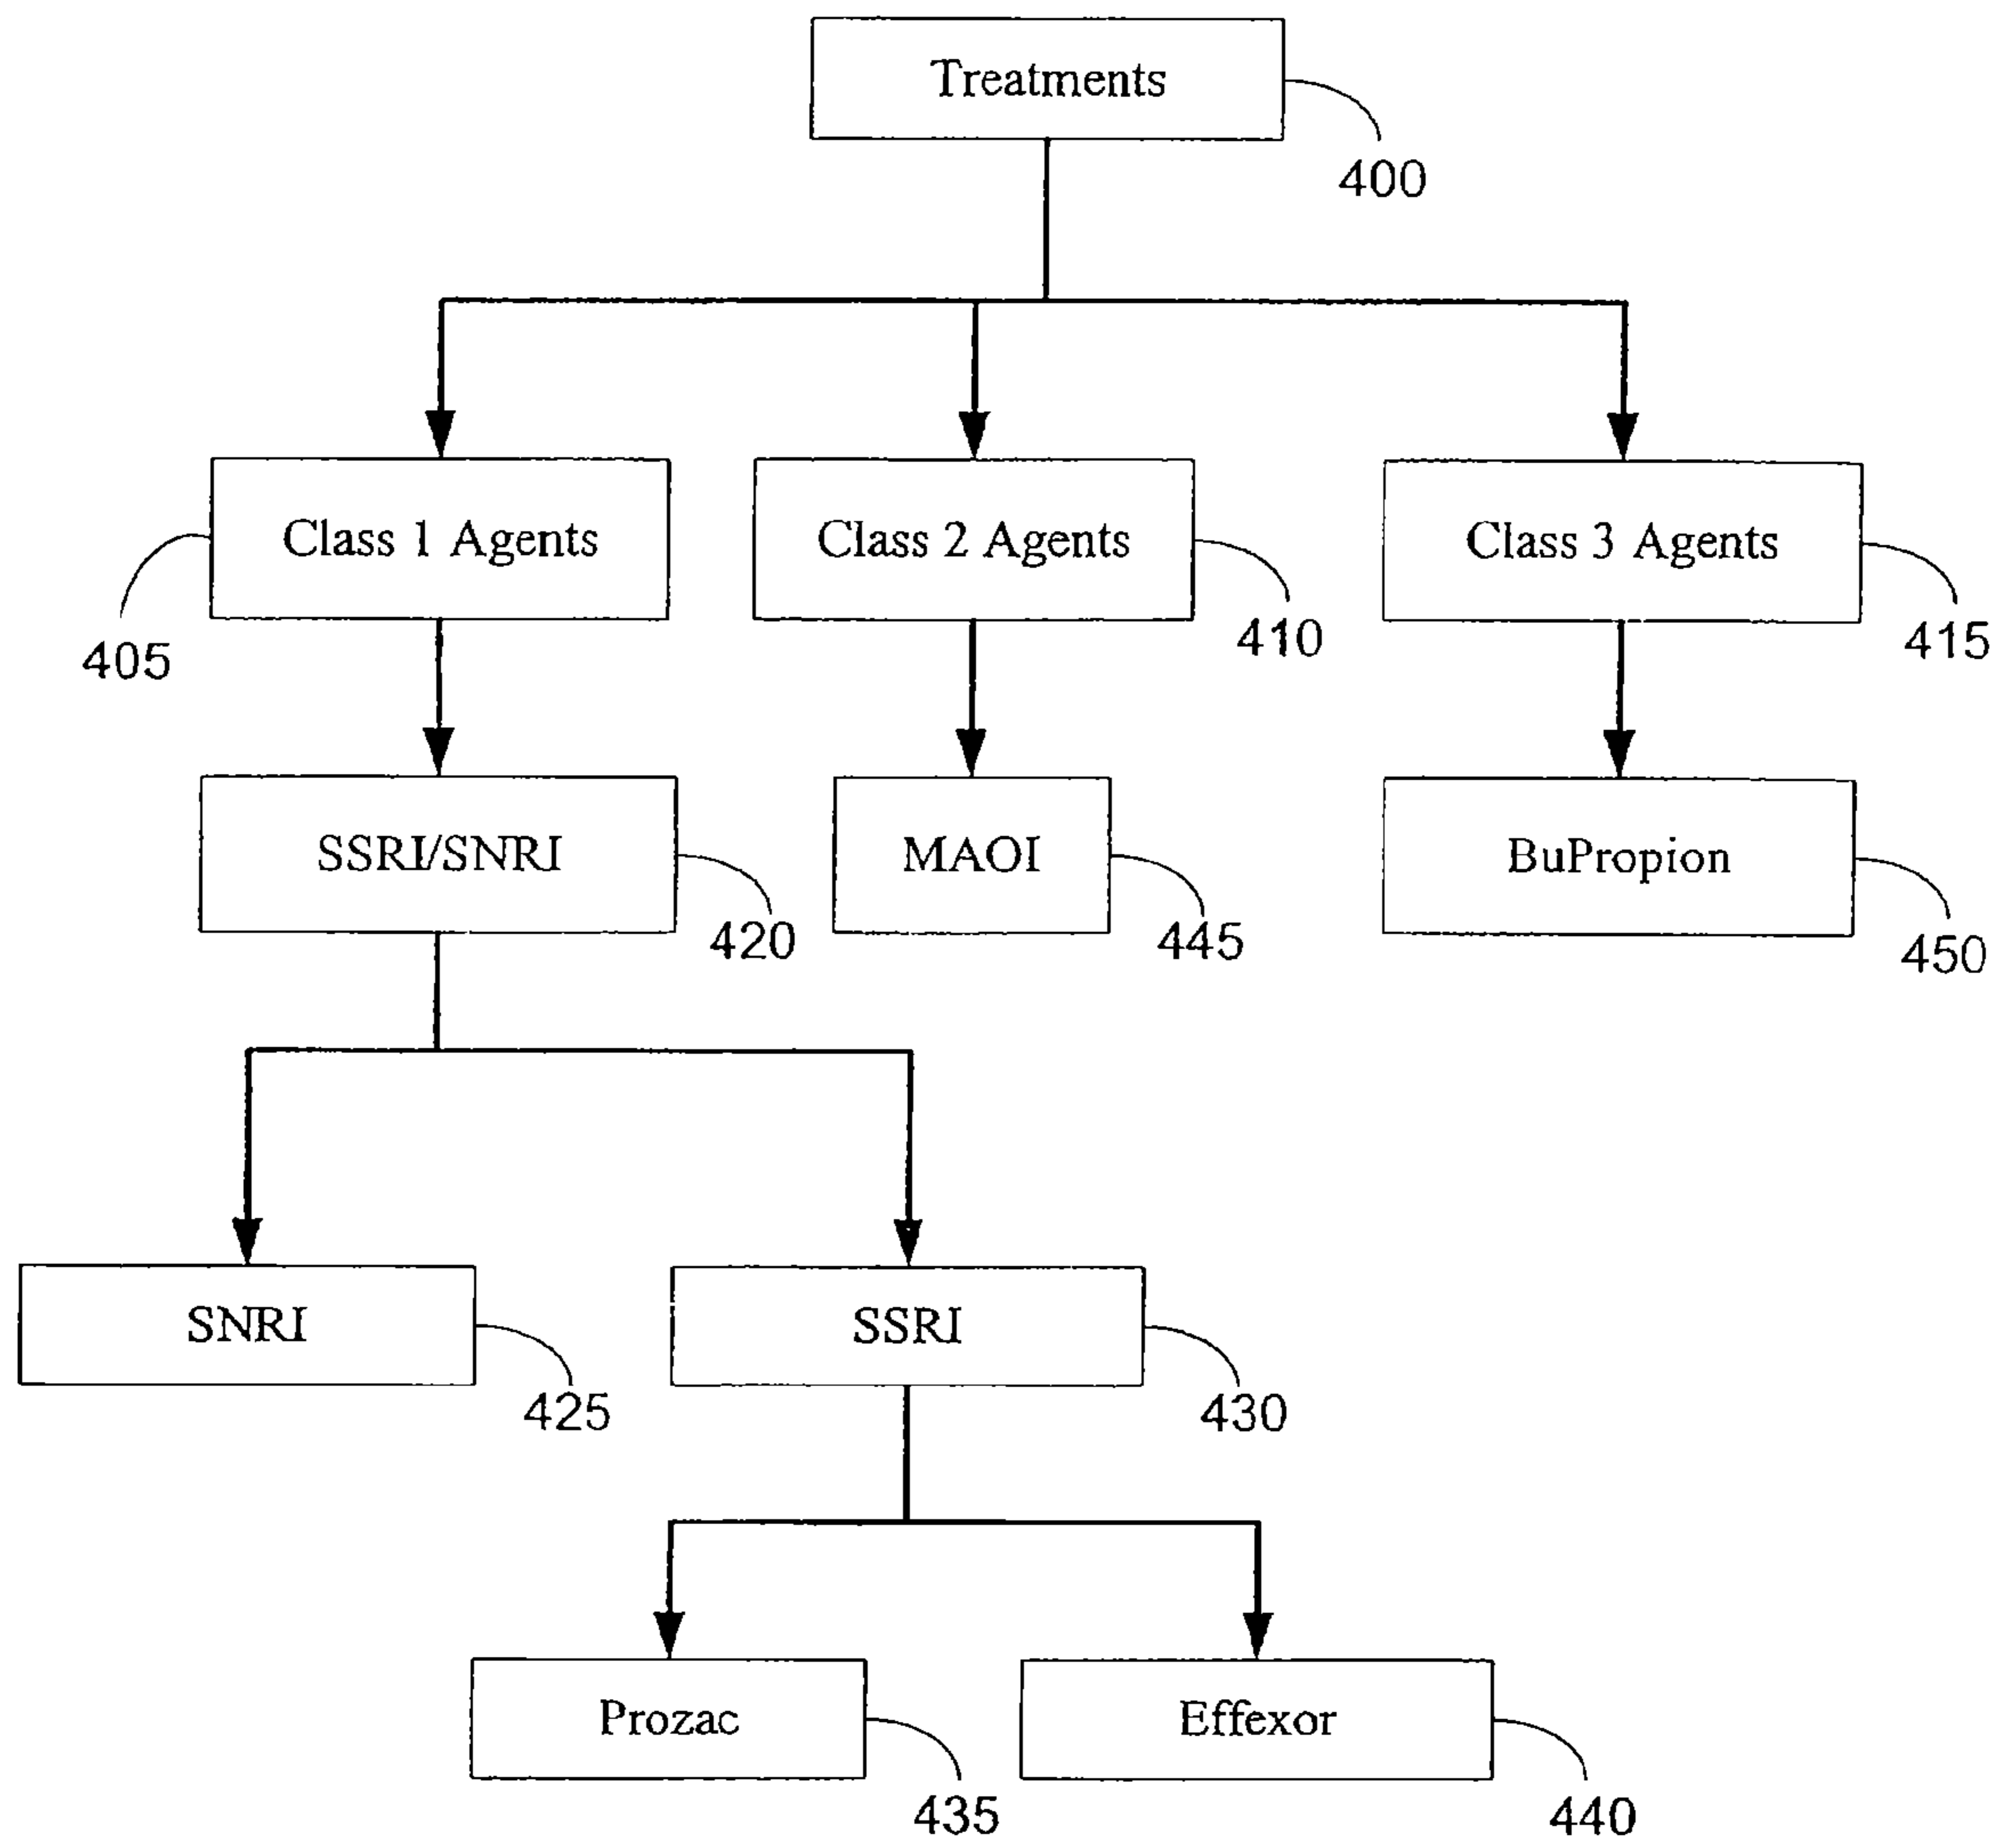 Treatments
400
Class 1 Agents
Class 2 Agents
Class 3 Agents
405
410
415
SSRI/SNRI
MAOI
BuPropion
420
445
450
SNRI
SSRI
425
430
Prozac
Effexor
435
440